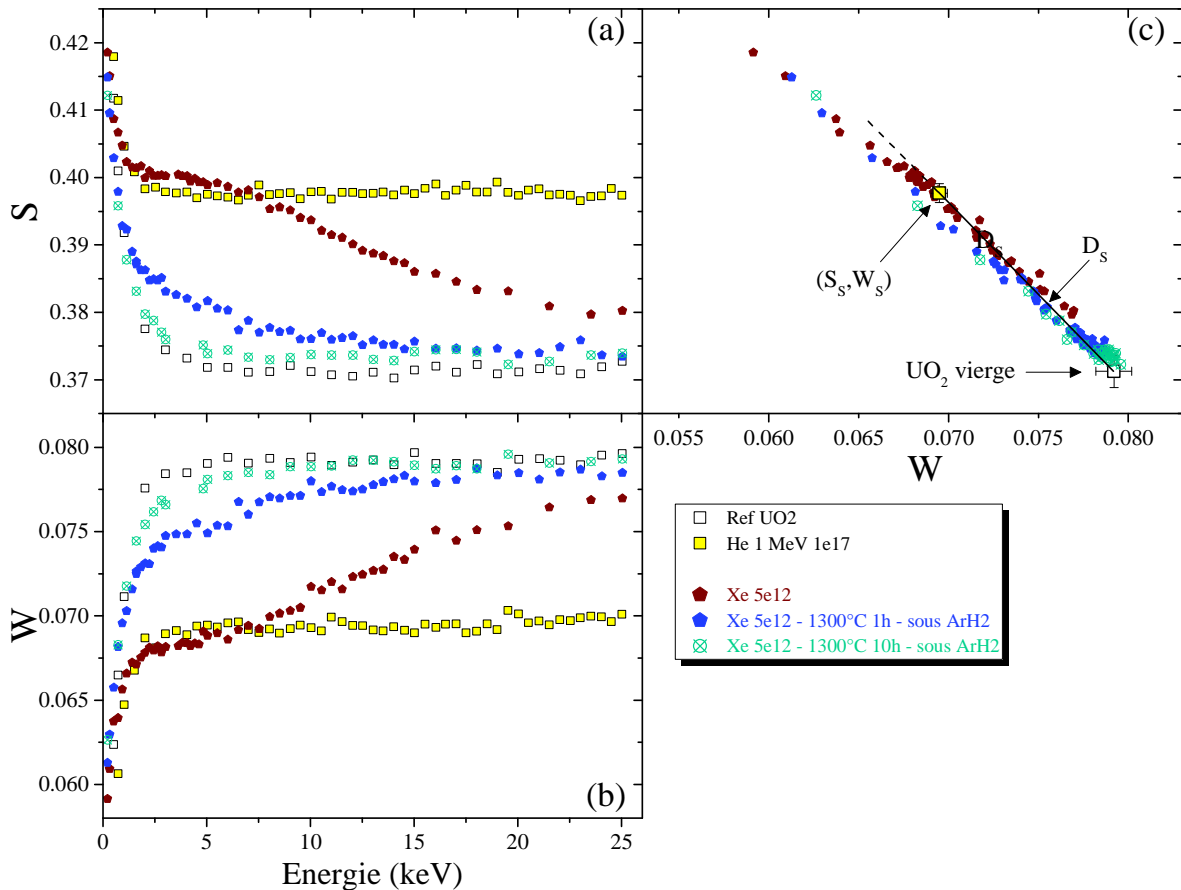 (a)
0.42
0.41
0.40
0.39
0.38
0.37
S
(b)
0.080
0.075
0.070
0.065
0.060
W
0 5 10 15 20 25
Energie (keV)
(c)
D_S
D_S
(S_S,W_S)
UO_2 vierge
0.055 0.060 0.065 0.070 0.075 0.080
W
Ref UO2
He 1 MeV 1e17
Xe 5e12
Xe 5e12 - 1300°C 1h - sous ArH2
Xe 5e12 - 1300°C 10h - sous ArH2